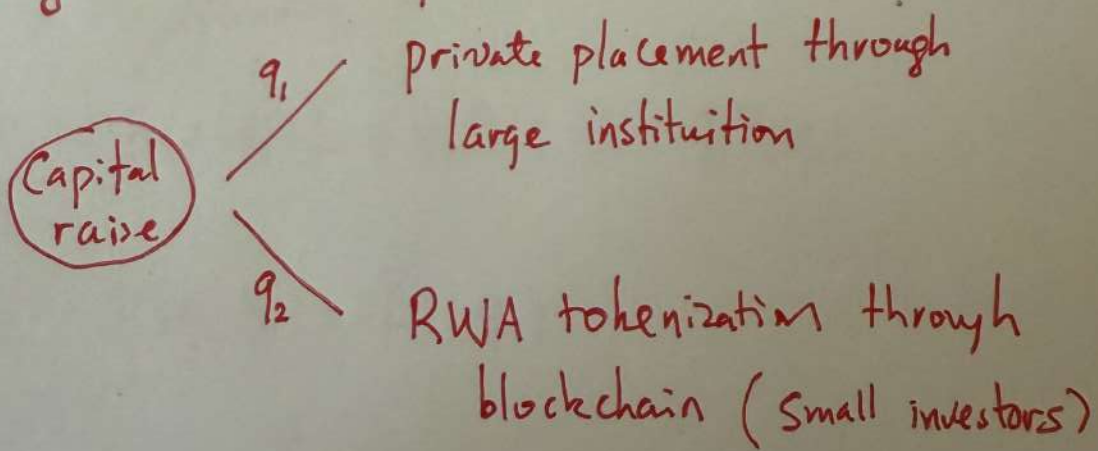 q₁
private placement through
large instituition
Capital
raise
q₂
RWA tokenization through
blockchain (small investors)